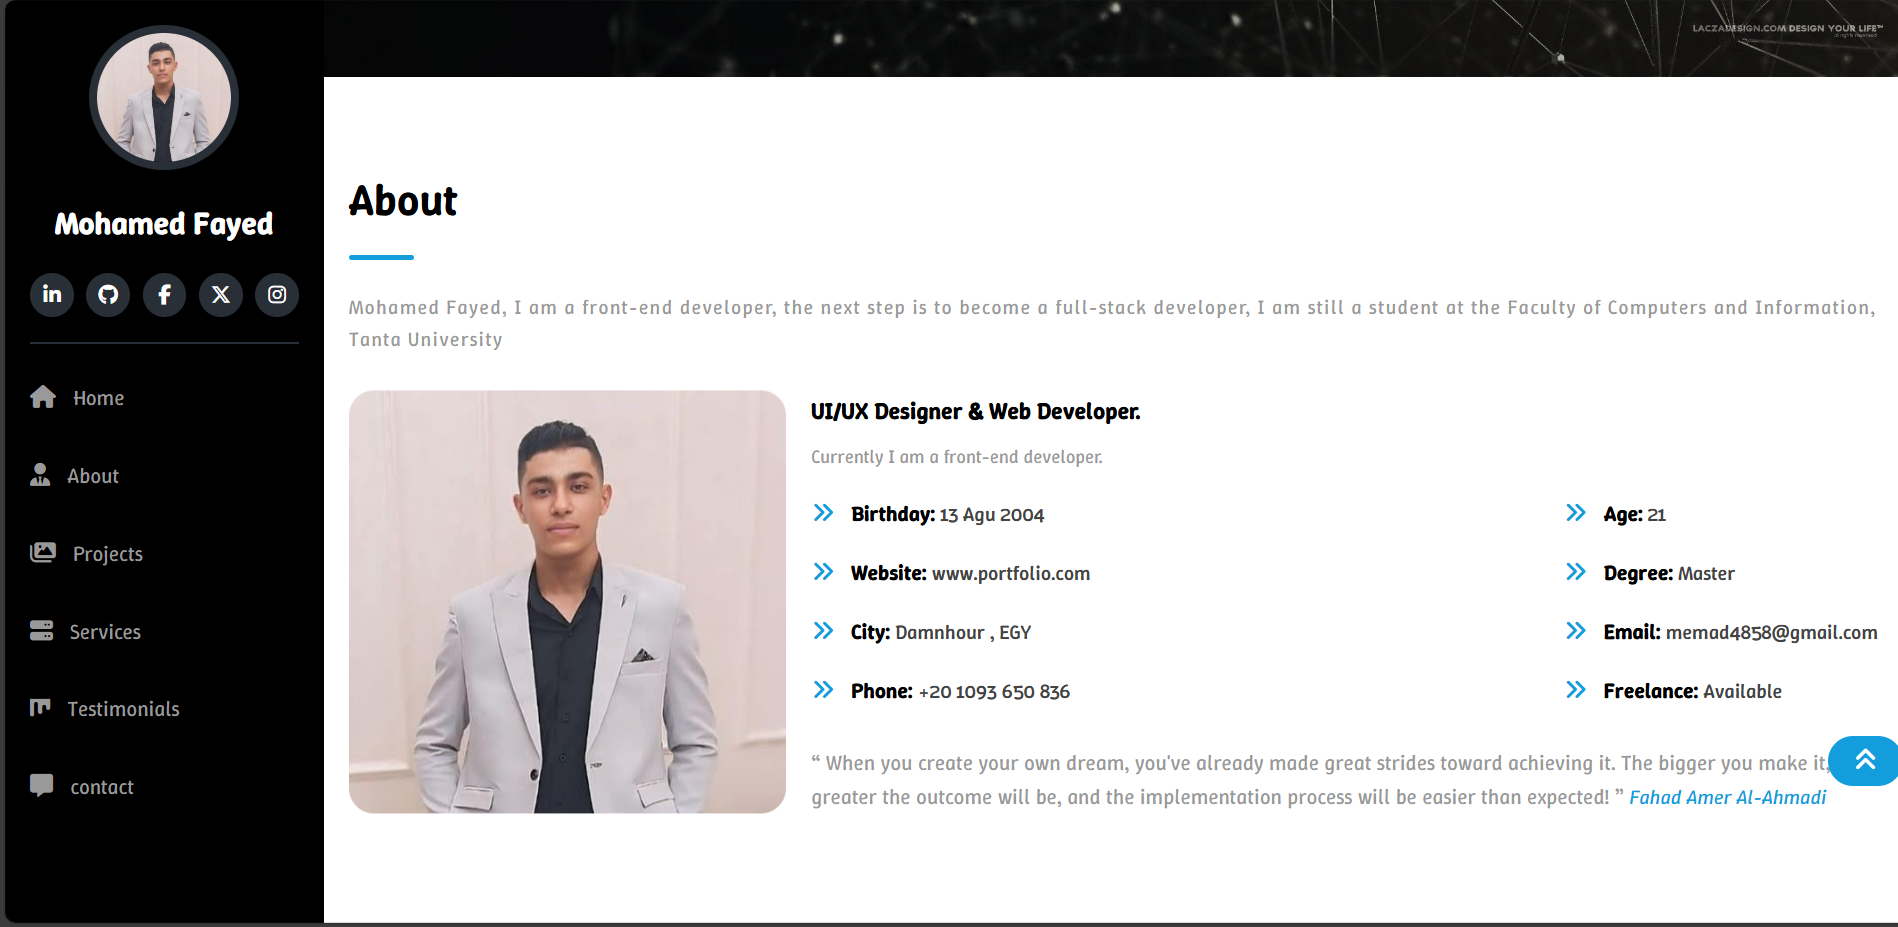 LACZADESIGN.COM DESIGN YOUR LIFE™
Mohamed Fayed
Home
About
Projects
Services
Testimonials
contact
About
Mohamed Fayed, I am a front-end developer, the next step is to become a full-stack developer, I am still a student at the Faculty of Computers and Information,
Tanta University
UI/UX Designer & Web Developer.
Currently I am a front-end developer.
Birthday: 13 Agu 2004
Age: 21
Website: www.portfolio.com
Degree: Master
City: Damnhour , EGY
Email: memad4858@gmail.com
Phone: +20 1093 650 836
Freelance: Available
“ When you create your own dream, you've already made great strides toward achieving it. The bigger you make it,
greater the outcome will be, and the implementation process will be easier than expected! ” Fahad Amer Al-Ahmadi